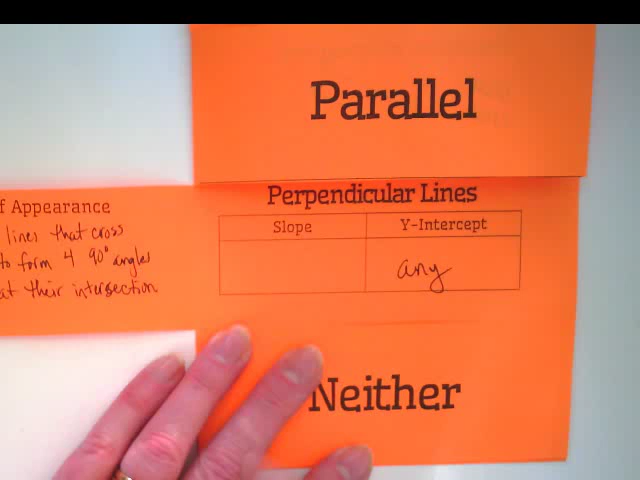 Parallel
Perpendicular Lines
f Appearance
lines that cross
to form 4 90° angles
at their intersection
Slope Y-Intercept
any
Neither